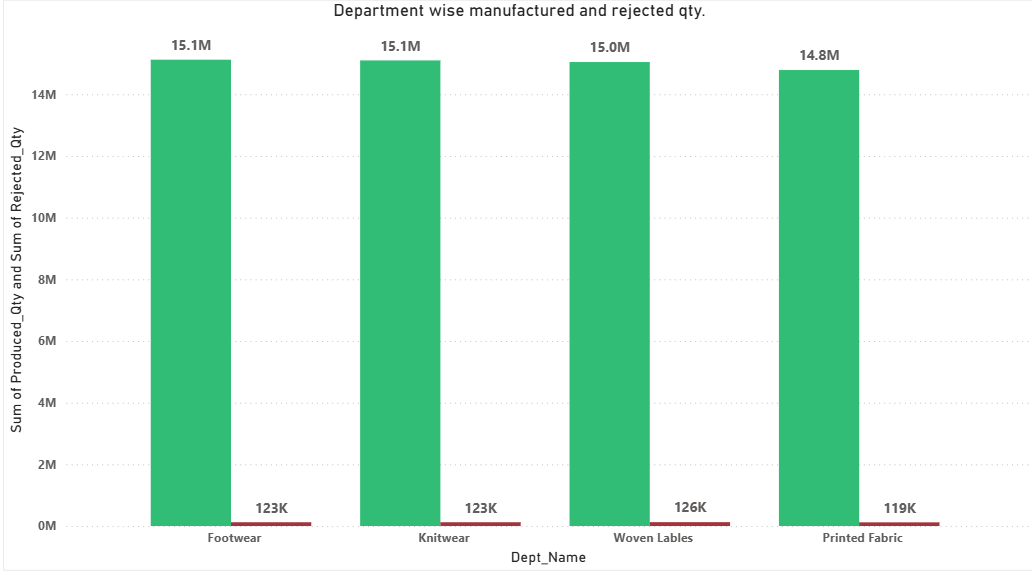 Department wise manufactured and rejected qty.
Sum of Produced_Qty and Sum of Rejected_Qty
14M
12M
10M
8M
6M
4M
2M
0M
15.1M
15.1M
15.0M
14.8M
123K
123K
126K
119K
Footwear
Knitwear
Woven Lables
Printed Fabric
Dept_Name